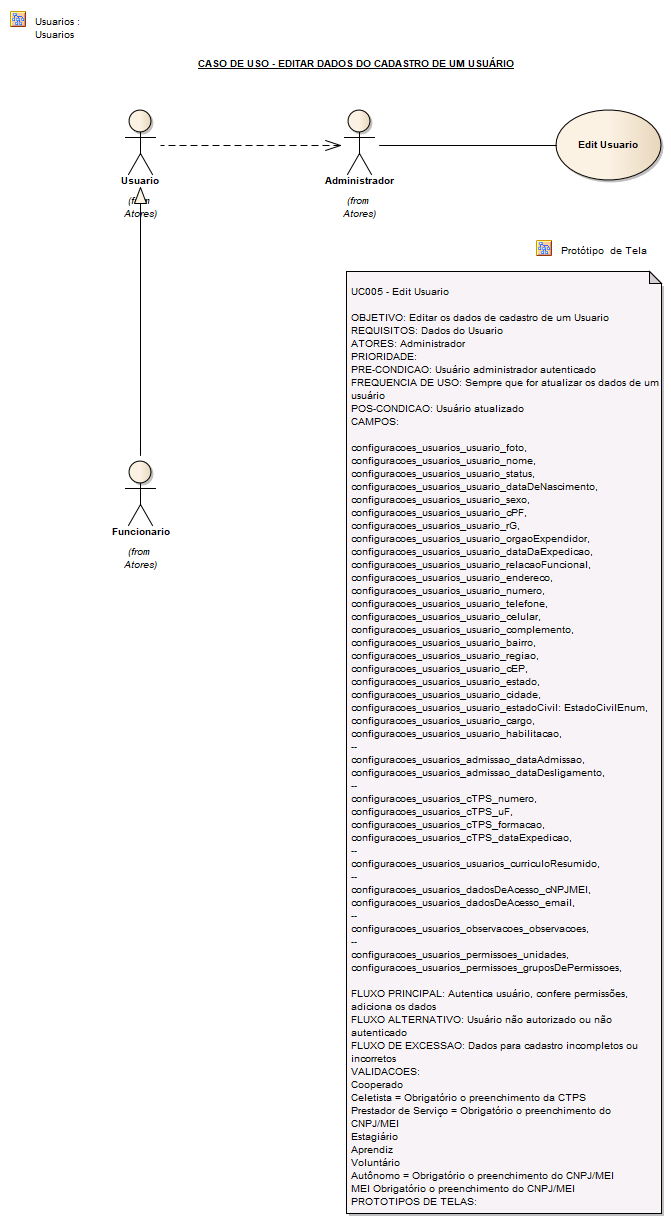 Usuarios :
Usuarios
CASO DE USO - EDITAR DADOS DO CADASTRO DE UM USUÁRIO
Usuario
(from
Atores)
Administrador
(from
Atores)
Edit Usuario
Protótipo de Tela
Funcionario
(from
Atores)
UC005 - Edit Usuario
OBJETIVO: Editar os dados de cadastro de um Usuario
REQUISITOS: Dados do Usuario
ATORES: Administrador
PRIORIDADE:
PRE-CONDICAO: Usuário administrador autenticado
FREQUENCIA DE USO: Sempre que for atualizar os dados de um
usuário
POS-CONDICAO: Usuário atualizado
CAMPOS:
configuracoes_usuarios_usuario_foto,
configuracoes_usuarios_usuario_nome,
configuracoes_usuarios_usuario_status,
configuracoes_usuarios_usuario_dataDeNascimento,
configuracoes_usuarios_usuario_sexo,
configuracoes_usuarios_usuario_cPF,
configuracoes_usuarios_usuario_rG,
configuracoes_usuarios_usuario_orgaoExpendidor,
configuracoes_usuarios_usuario_dataDaExpedicao,
configuracoes_usuarios_usuario_relacaoFuncional,
configuracoes_usuarios_usuario_endereco,
configuracoes_usuarios_usuario_numero,
configuracoes_usuarios_usuario_telefone,
configuracoes_usuarios_usuario_celular,
configuracoes_usuarios_usuario_complemento,
configuracoes_usuarios_usuario_bairro,
configuracoes_usuarios_usuario_regiao,
configuracoes_usuarios_usuario_cEP,
configuracoes_usuarios_usuario_estado,
configuracoes_usuarios_usuario_cidade,
configuracoes_usuarios_usuario_estadoCivil: EstadoCivilEnum,
configuracoes_usuarios_usuario_cargo,
configuracoes_usuarios_usuario_habilitacao,
--
configuracoes_usuarios_admissao_dataAdmissao,
configuracoes_usuarios_admissao_dataDesligamento,
--
configuracoes_usuarios_cTPS_numero,
configuracoes_usuarios_cTPS_uF,
configuracoes_usuarios_cTPS_formacao,
configuracoes_usuarios_cTPS_dataExpedicao,
--
configuracoes_usuarios_usuarios_curriculoResumido,
--
configuracoes_usuarios_dadosDeAcesso_cNPJMEI,
configuracoes_usuarios_dadosDeAcesso_email,
--
configuracoes_usuarios_observacoes_observacoes,
--
configuracoes_usuarios_permissoes_unidades,
configuracoes_usuarios_permissoes_gruposDePermissoes,
FLUXO PRINCIPAL: Autentica usuário, confere permissões,
adiciona os dados
FLUXO ALTERNATIVO: Usuário não autorizado ou não
autenticado
FLUXO DE EXCESSAO: Dados para cadastro incompletos ou
incorretos
VALIDACOES:
Cooperado
Celetista = Obrigatório o preenchimento da CTPS
Prestador de Serviço = Obrigatório o preenchimento do
CNPJ/MEI
Estagiário
Aprendiz
Voluntário
Autônomo = Obrigatório o preenchimento do CNPJ/MEI
MEI Obrigatório o preenchimento do CNPJ/MEI
PROTOTIPOS DE TELAS: